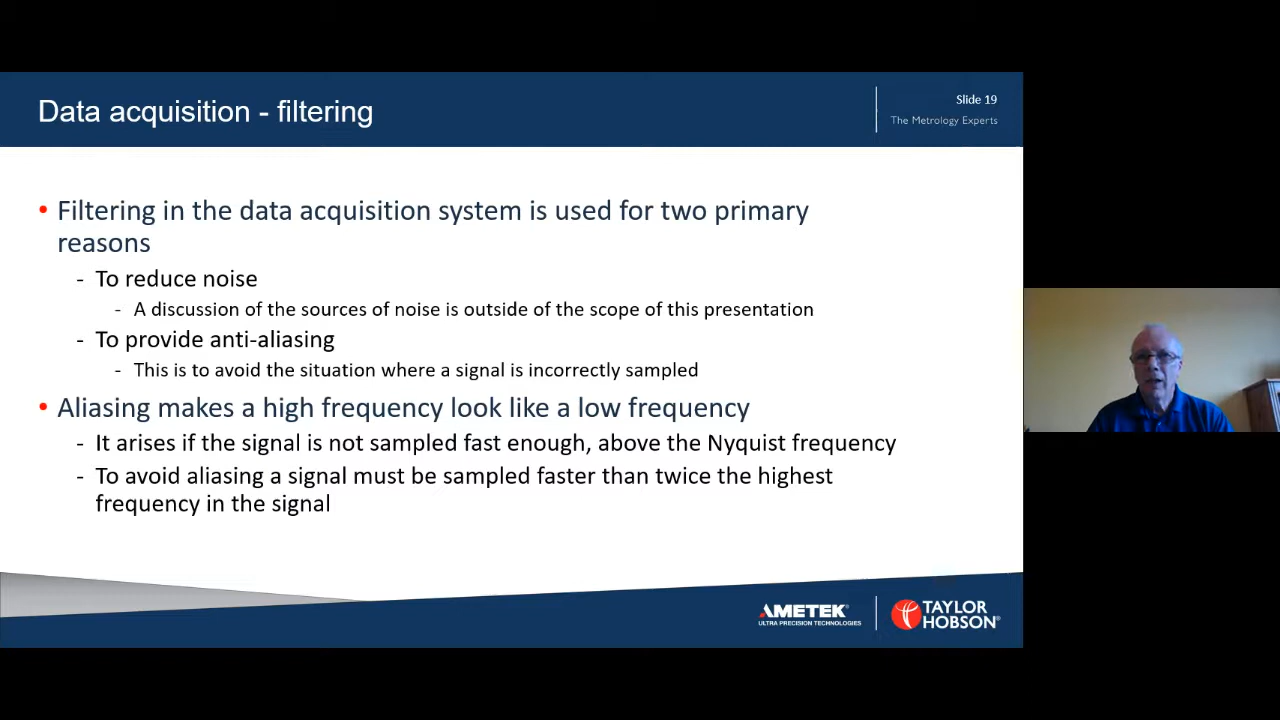 Data acquisition - filtering
Slide 19
The Metrology Experts
• Filtering in the data acquisition system is used for two primary
reasons
- To reduce noise
- A discussion of the sources of noise is outside of the scope of this presentation
- To provide anti-aliasing
- This is to avoid the situation where a signal is incorrectly sampled
• Aliasing makes a high frequency look like a low frequency
- It arises if the signal is not sampled fast enough, above the Nyquist frequency
- To avoid aliasing a signal must be sampled faster than twice the highest
frequency in the signal
AMETEK®
ULTRA PRECISION TECHNOLOGIES
TAYLOR
HOBSON®